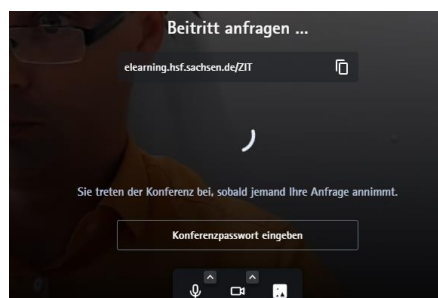 Beitritt anfragen ...
elearning.hsf.sachsen.de/ZIT
Sie treten der Konferenz bei, sobald jemand Ihre Anfrage annimmt.
Konferenzpasswort eingeben